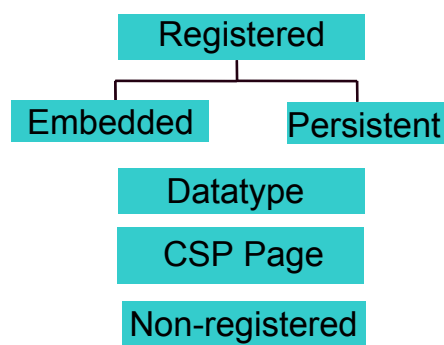 Registered
Embedded
Persistent
Datatype
CSP Page
Non-registered